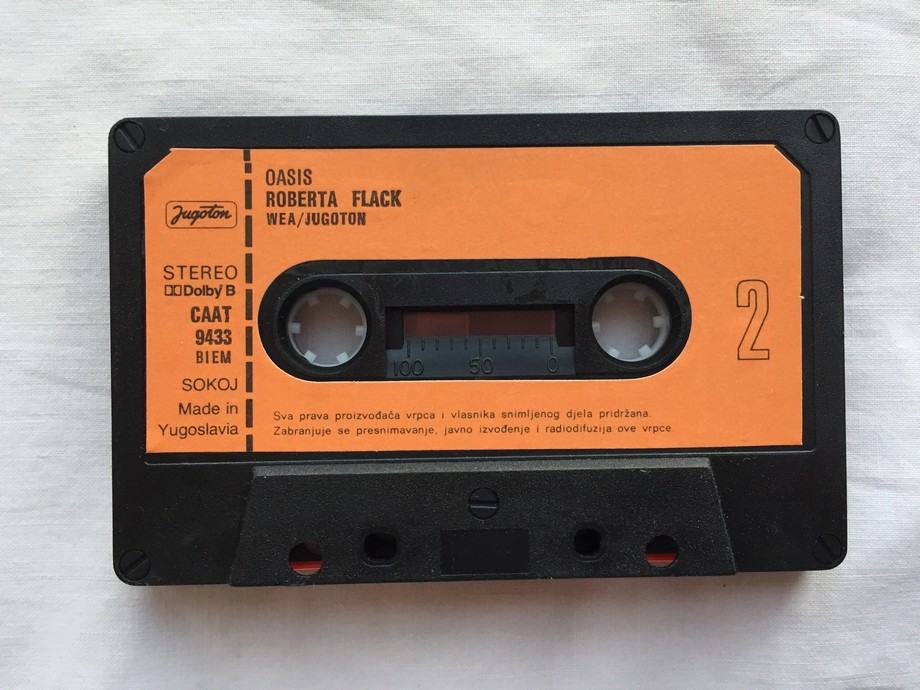 OASIS
ROBERTA FLACK
WEA/JUGOTON
Jugoton
STEREO
Dolby B
CAAT
9433
BIEM
SOKOJ
Made in
Yugoslavia
2
100 50 0
Sva prava proizvođača vrpca i vlasnika snimljenog djela pridržana.
Zabranjuje se presnimavanje, javno izvođenje i radiodifuzija ove vrpce.